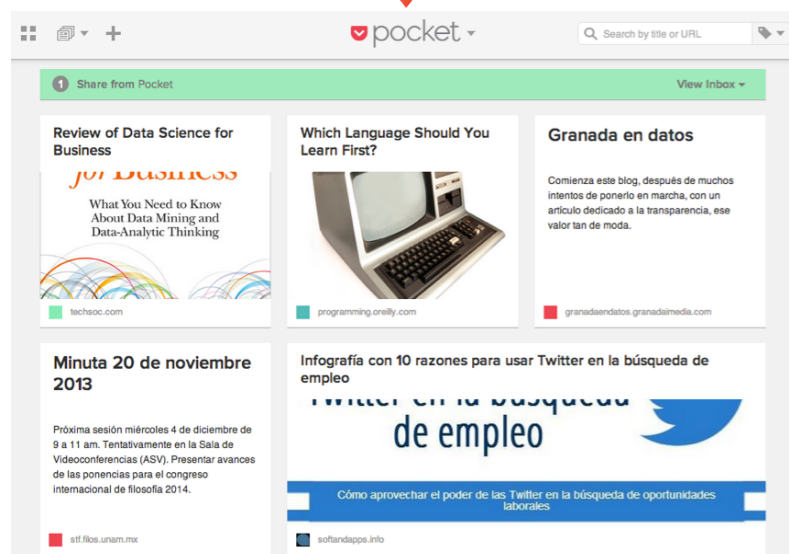 pocket
Search by title or URL
1 Share from Pocket
View Inbox
Review of Data Science for
Business
for Business
What You Need to Know
About Data Mining and
Data-Analytic Thinking
techsoc.com
Which Language Should You
Learn First?
programming.oreilly.com
Granada en datos
Comienza este blog, después de muchos
intentos de ponerlo en marcha, con un
artículo dedicado a la transparencia, ese
valor tan de moda.
granadaendatos.granadaimedia.com
Minuta 20 de noviembre
2013
Próxima sesión miércoles 4 de diciembre de
9 a 11 am. Tentativamente en la Sala de
Videoconferencias (ASV). Presentar avances
de las ponencias para el congreso
internacional de filosofía 2014.
stf.filos.unam.mx
Infografía con 10 razones para usar Twitter en la búsqueda de
empleo
Twitter en la búsqueda
de empleo
Cómo aprovechar el poder de las Twitter en la búsqueda de oportunidades
laborales
softandapps.info